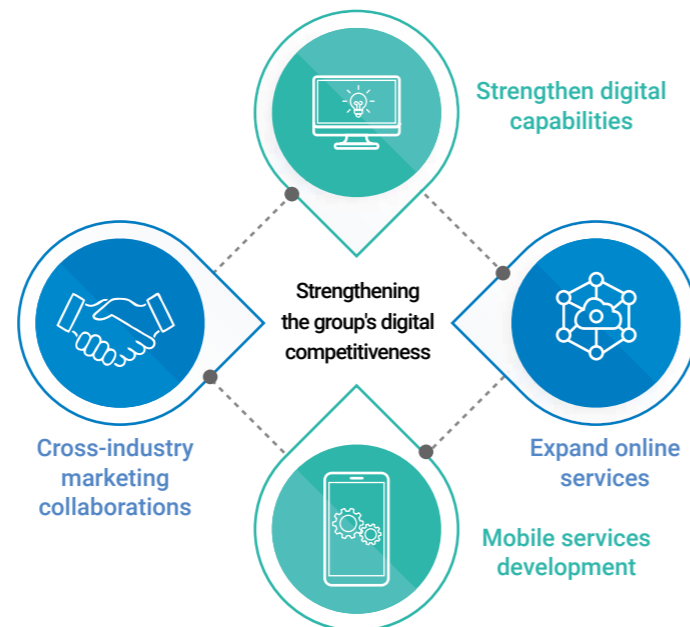 Strengthen digital
capabilities
Strengthening
the group's digital
competitiveness
Cross-industry
marketing
collaborations
Expand online
services
Mobile services
development